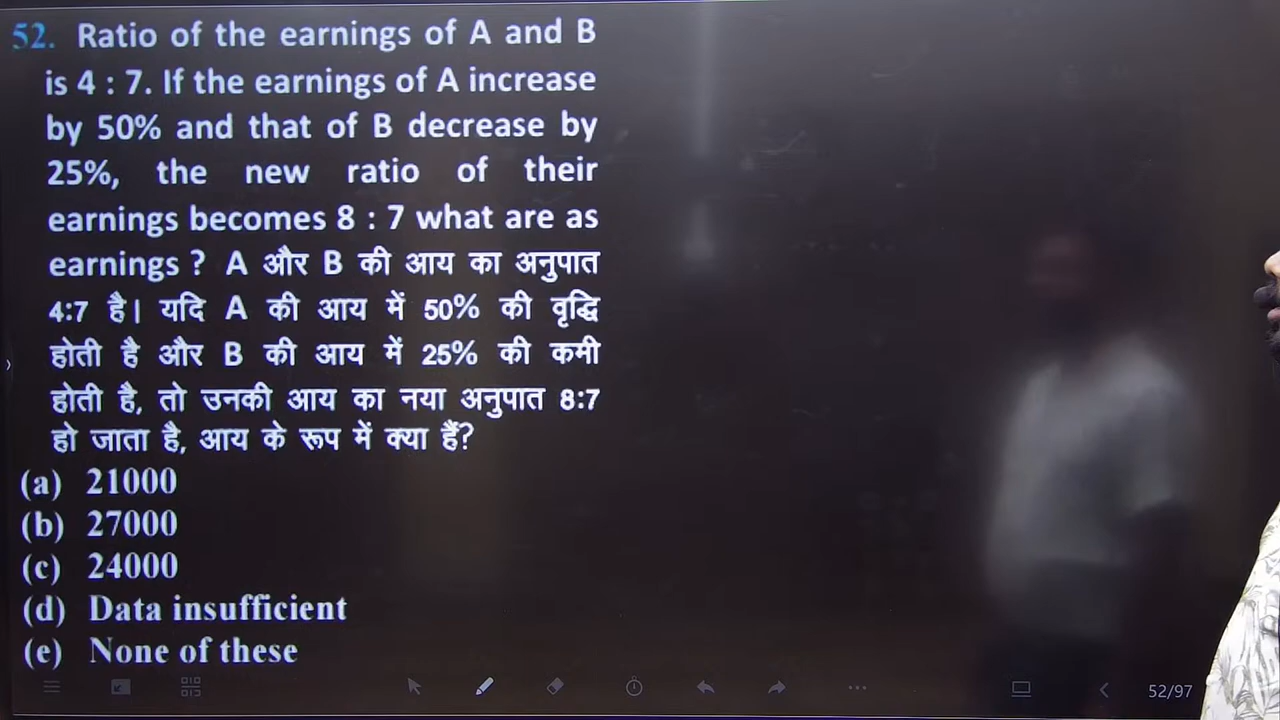 52. Ratio of the earnings of A and B
is 4 : 7. If the earnings of A increase
by 50% and that of B decrease by
25%, the new ratio of their
earnings becomes 8 : 7 what are as
earnings ? A और B की आय का अनुपात
4:7 है। यदि A की आय में 50% की वृद्धि
होती है और B की आय में 25% की कमी
होती है, तो उनकी आय का नया अनुपात 8:7
हो जाता है, आय के रूप में क्या हैं?
(a) 21000
(b) 27000
(c) 24000
(d) Data insufficient
(e) None of these
52/97